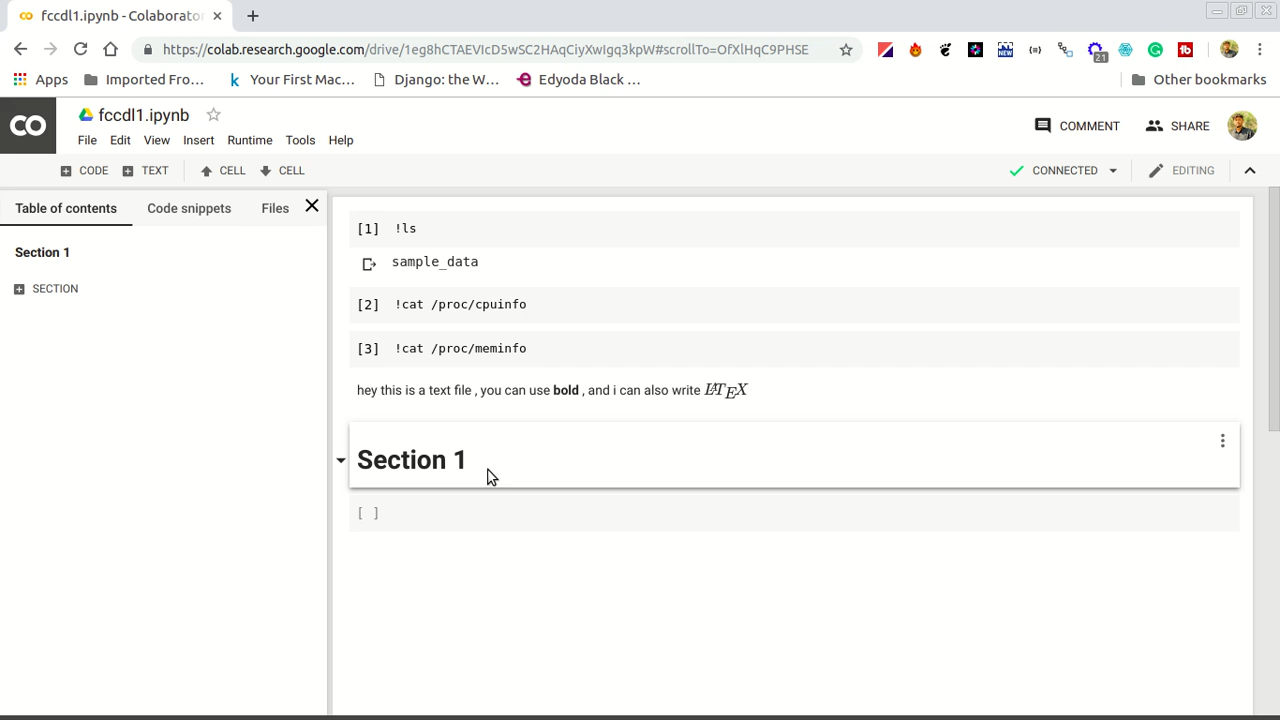 fccdl1.ipynb - Colaborator
https://colab.research.google.com/drive/1eg8hCTAEVIcD5wSC2HAqCiyXwIgq3kpW#scrollTo=OfXlHqC9PHSE
21
NEW
Apps Imported Fro... Your First Mac... Django: the W... Edyoda Black ... Other bookmarks
CO
fccdl1.ipynb
COMMENT SHARE
File Edit View Insert Runtime Tools Help
CODE TEXT CELL CELL CONNECTED EDITING
Table of contents Code snippets Files
Section 1
SECTION
[1] !ls
sample_data
[2] !cat /proc/cpuinfo
[3] !cat /proc/meminfo
hey this is a text file , you can use bold , and i can also write LATEX
Section 1
[ ]